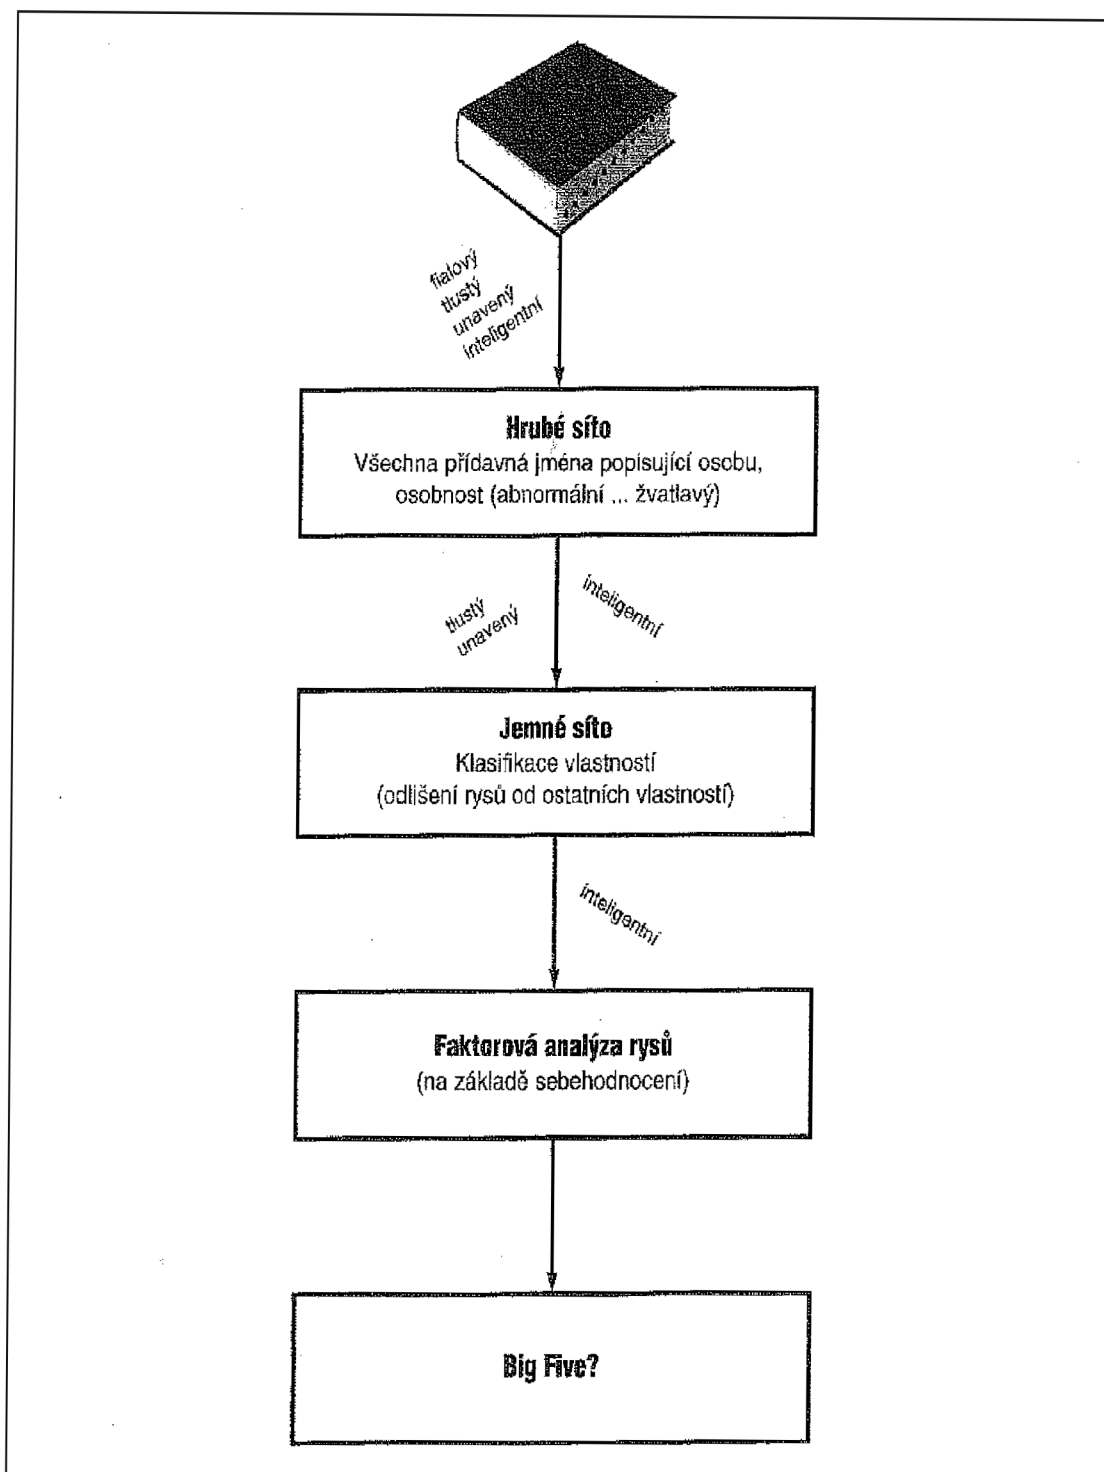 fialový
tlustý
unavený
inteligentní
Hrubé síto
Všechna přídavná jména popisující osobu,
osobnost (abnormální ... žvatlavý)
tlustý
unavený
inteligentní
Jemné síto
Klasifikace vlastností
(odlišení rysů od ostatních vlastností)
inteligentní
Faktorová analýza rysů
(na základě sebehodnocení)
Big Five?